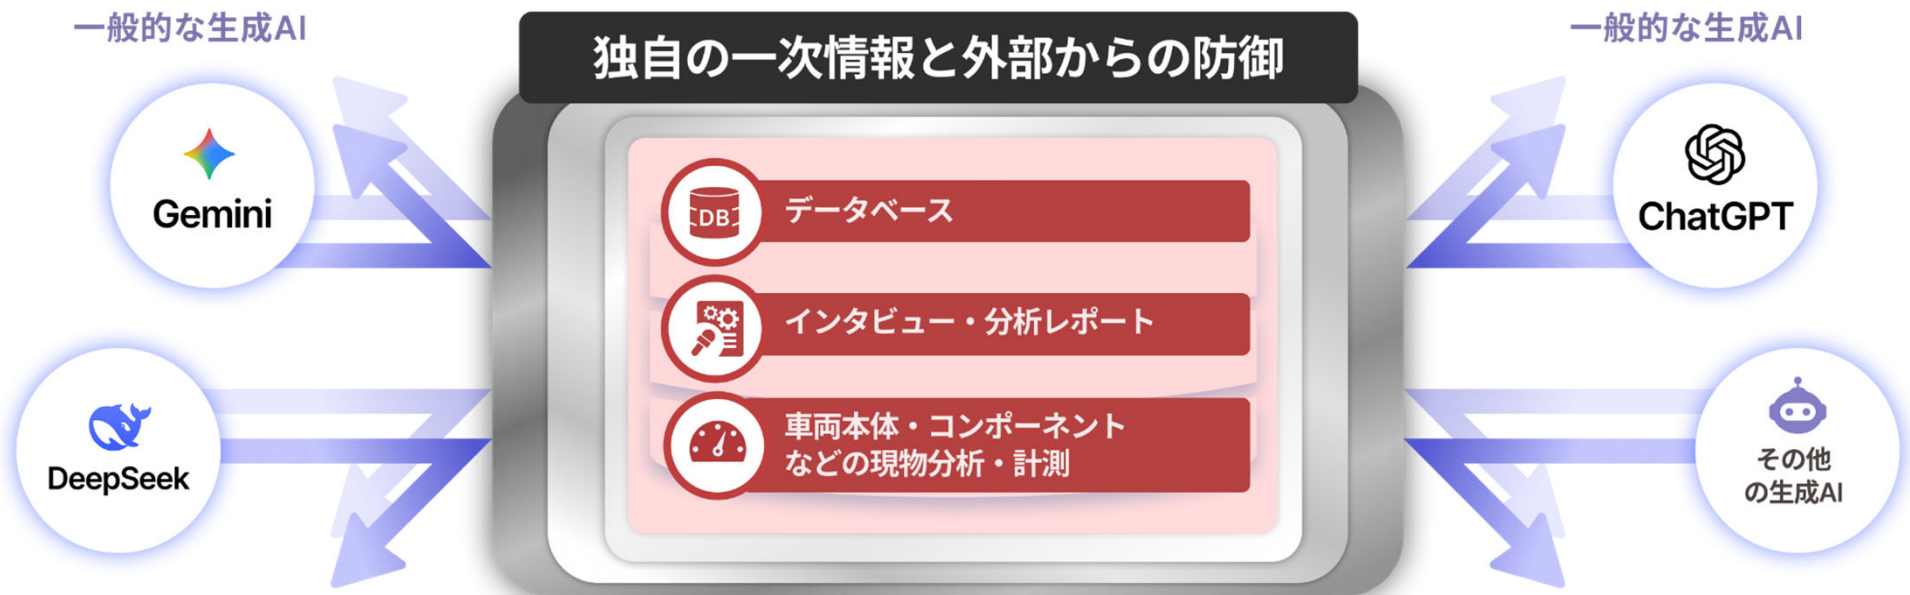 一般的な生成AI
独自の一次情報と外部からの防御
一般的な生成AI
Gemini
ChatGPT
DB
データベース
インタビュー・分析レポート
車両本体・コンポーネント
などの現物分析・計測
DeepSeek
その他
の生成AI